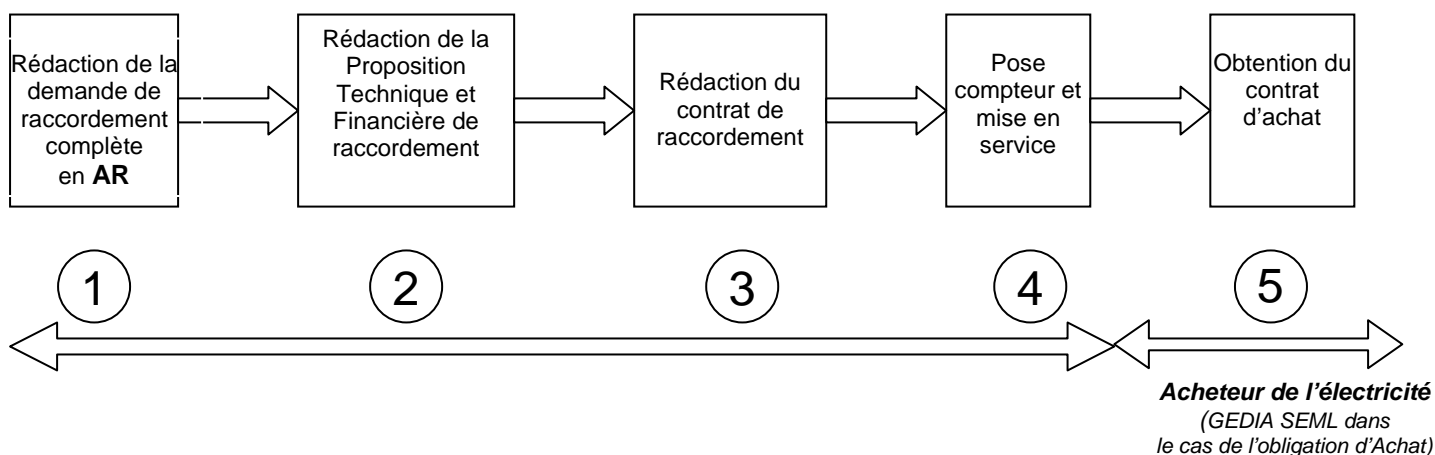 Rédaction de la
demande de
raccordement
complète
en AR
Rédaction de la
Proposition
Technique et
Financière de
raccordement
Rédaction du
contrat de
raccordement
Pose
compteur et
mise en
service
Obtention du
contrat
d’achat
1
2
3
4
5
Acheteur de l’électricité
(GEDIA SEML dans
le cas de l’obligation d’Achat)